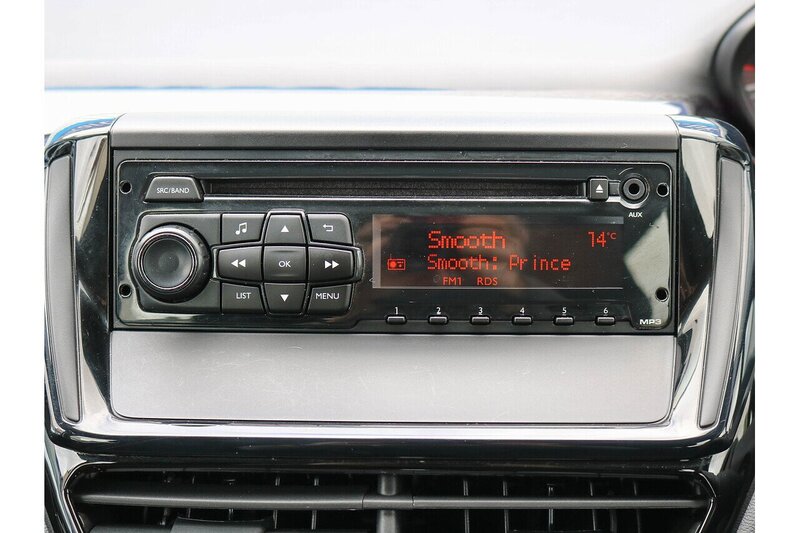 SRC/BAND
AUX
Smooth 14°C
Smooth: Prince
FM1 RDS
OK
LIST
MENU
1 2 3 4 5 6
MP3